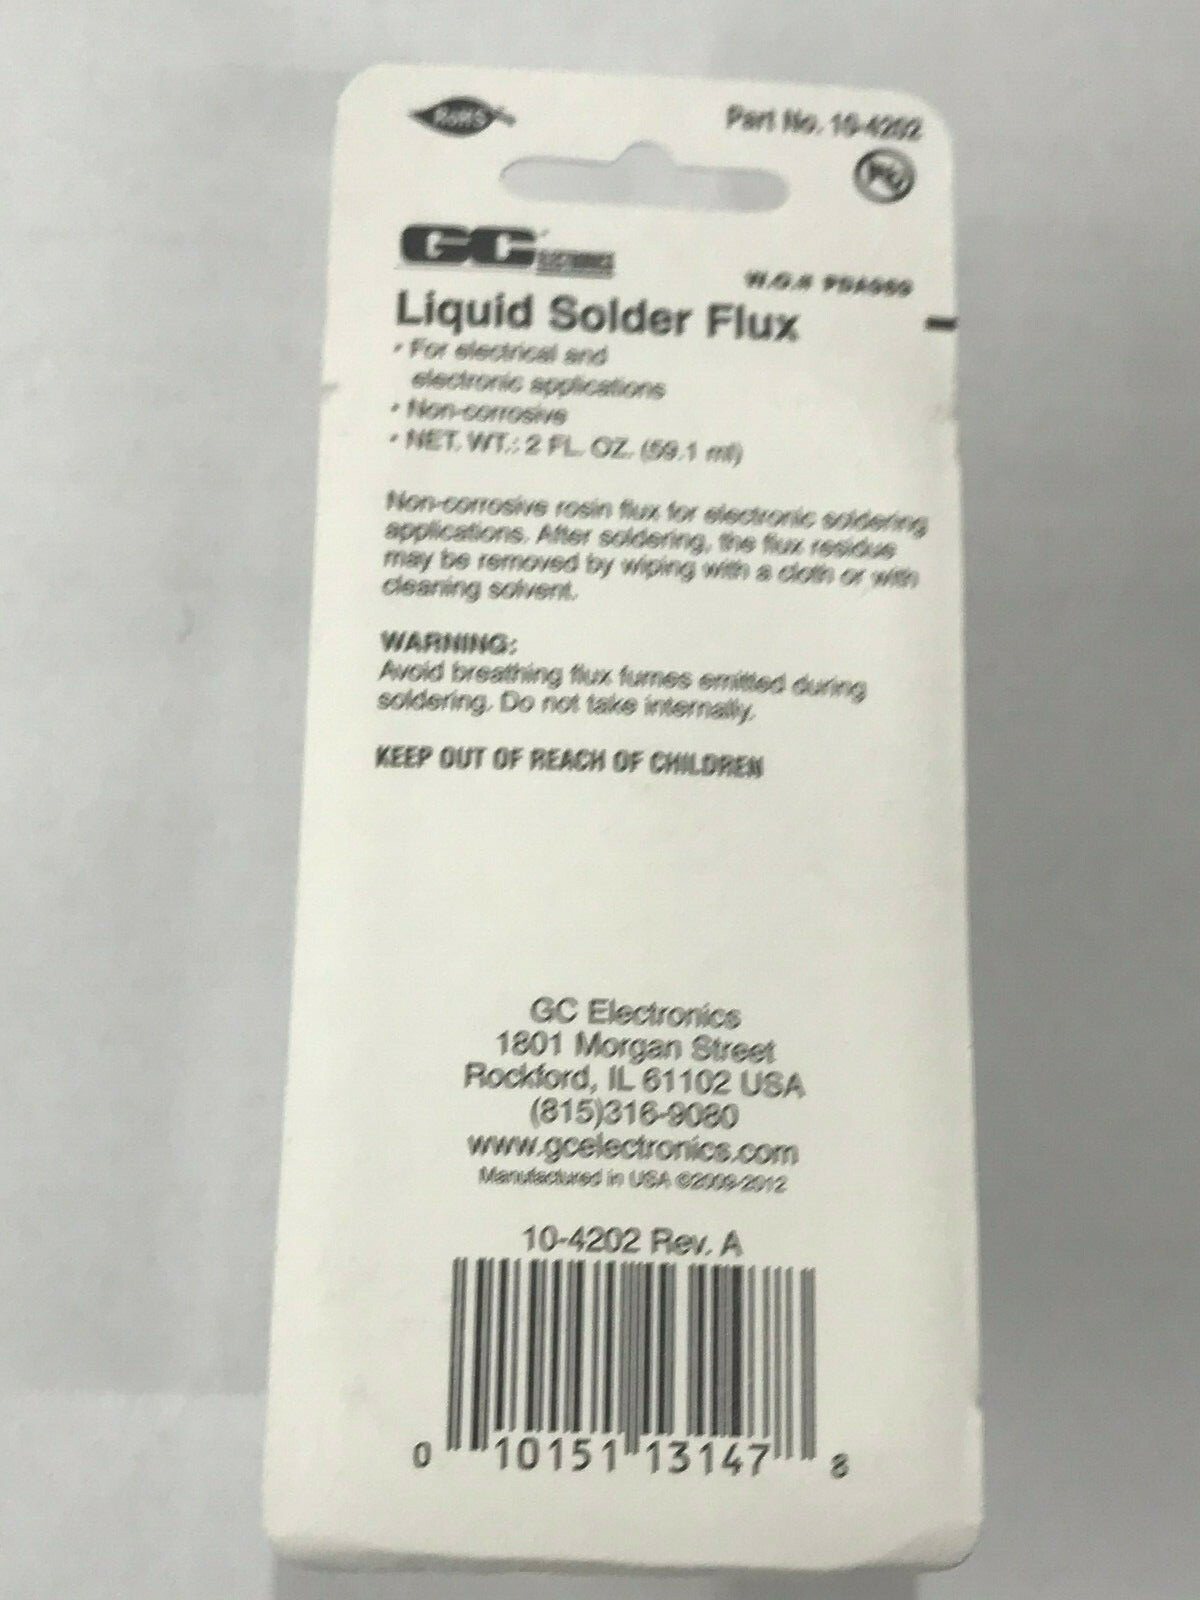 RoHS
Part No. 10-4202
Pb
GC ELECTRONICS
W.O.#
Liquid Solder Flux
• For electrical and
electronic applications
• Non-corrosive
• NET. WT.: 2 FL. OZ. (59.1 ml)
Non-corrosive rosin flux for electronic soldering
applications. After soldering, the flux residue
may be removed by wiping with a cloth or with
cleaning solvent.
WARNING:
Avoid breathing flux fumes emitted during
soldering. Do not take internally.
KEEP OUT OF REACH OF CHILDREN
GC Electronics
1801 Morgan Street
Rockford, IL 61102 USA
(815)316-9080
www.gcelectronics.com
Manufactured in USA ©2009-2012
10-4202 Rev. A
0 10151 13147 8